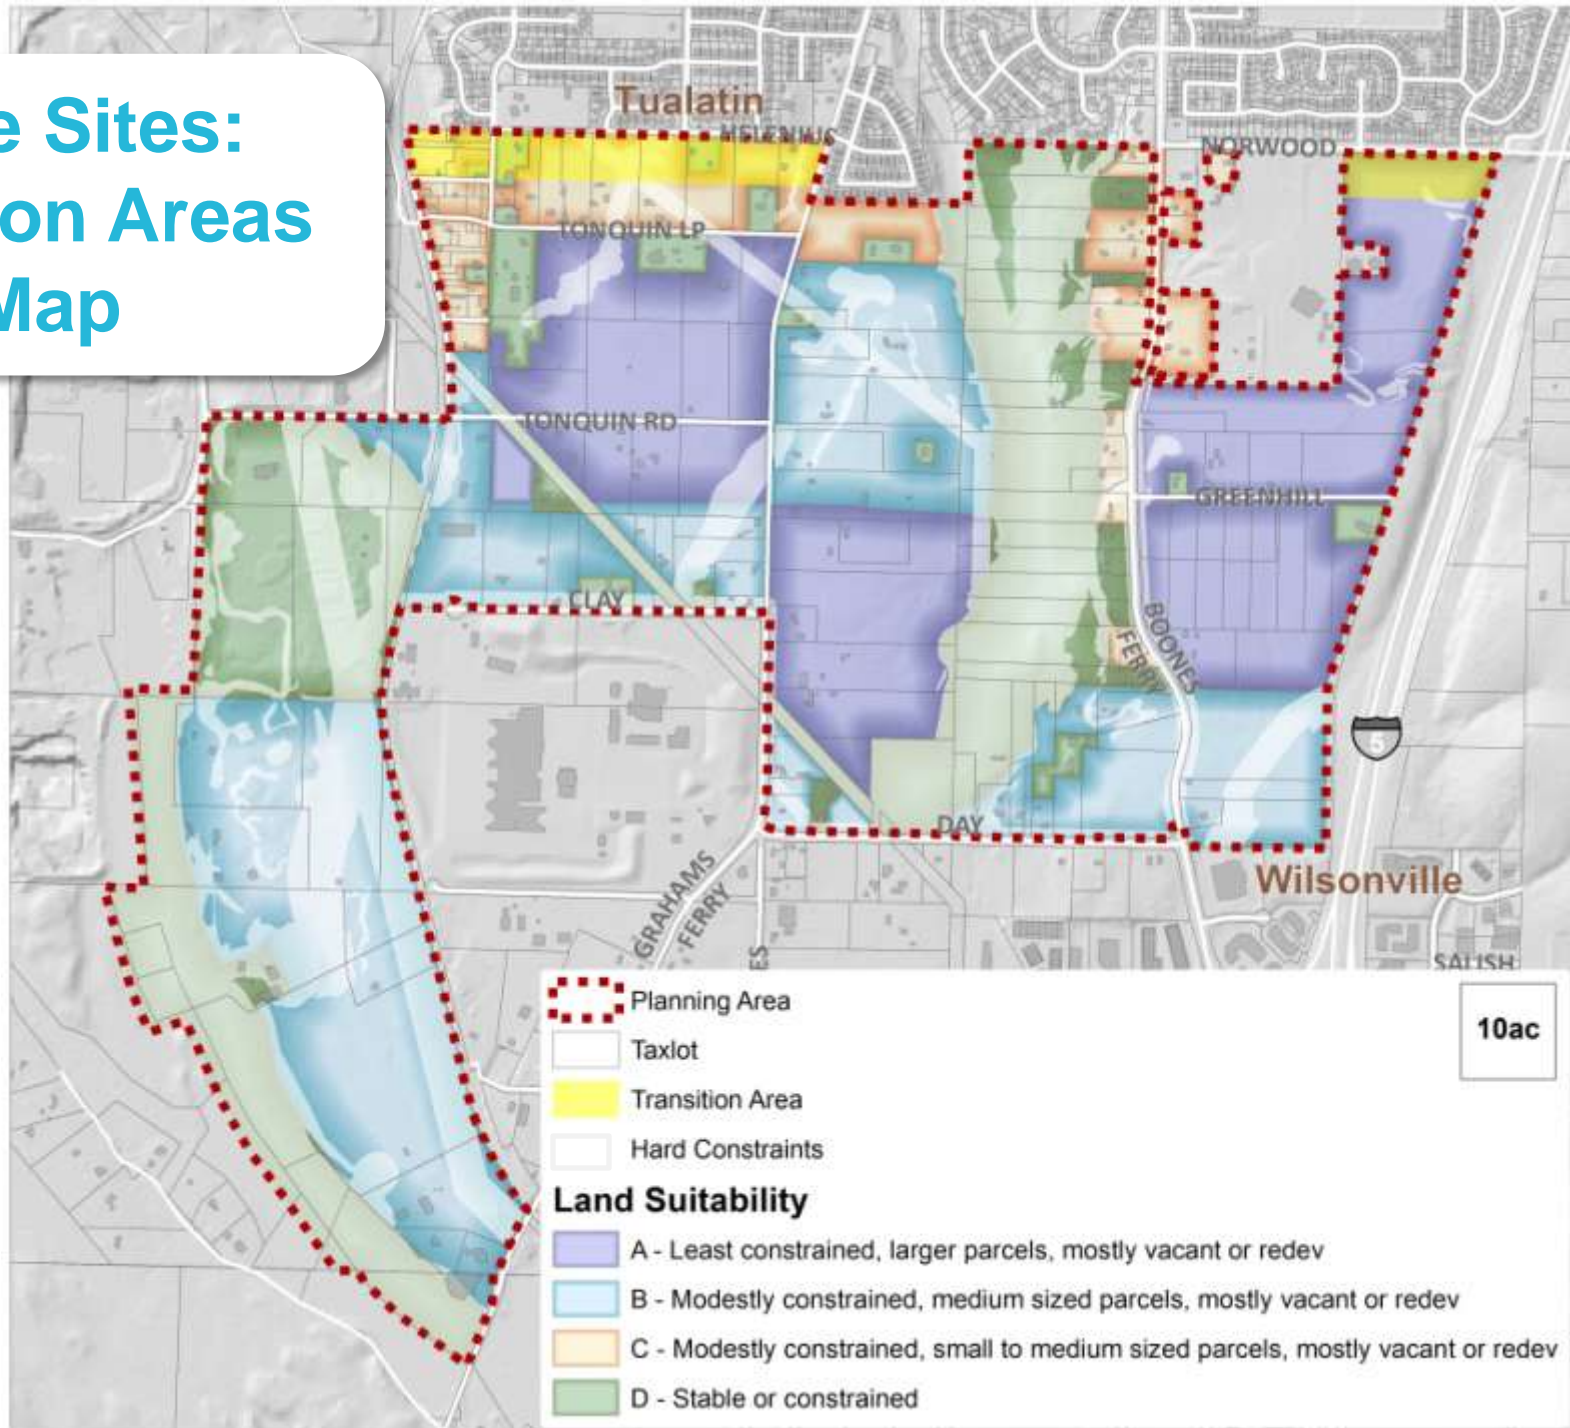 e Sites:
on Areas
Map
Tualatin
NORWOOD
TONQUIN LP
TONQUIN RD
GREENHILL
CLAY
BOONES
FERRY
5
DAY
Wilsonville
GRAHAMS
FERRY
ES
SALISH
Planning Area
10ac
Taxlot
Transition Area
Hard Constraints
Land Suitability
A - Least constrained, larger parcels, mostly vacant or redev
B - Modestly constrained, medium sized parcels, mostly vacant or redev
C - Modestly constrained, small to medium sized parcels, mostly vacant or redev
D - Stable or constrained